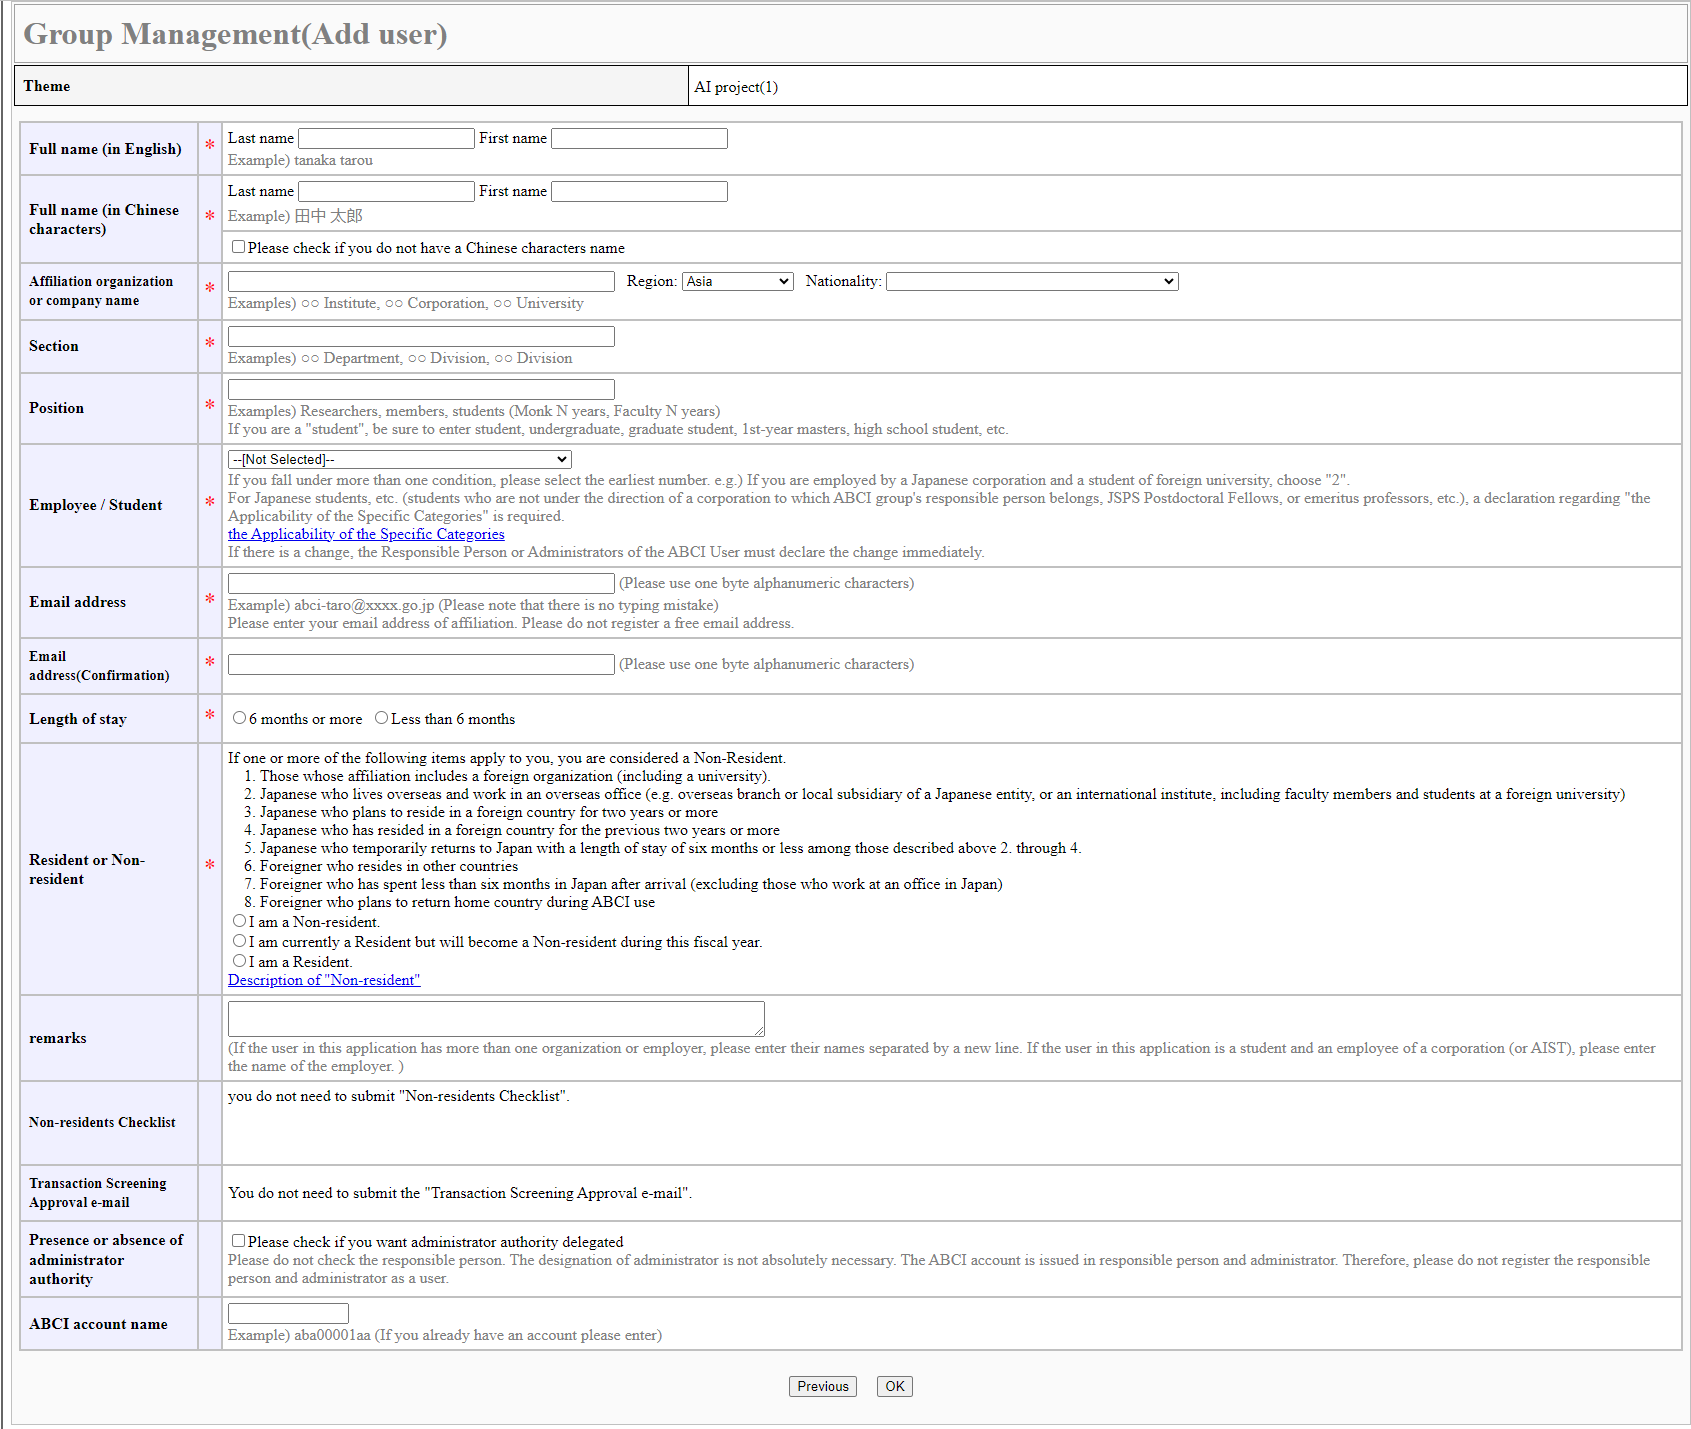 Group Management(Add user)
Theme
AI project(1)
Full name (in English)
*
Last name
First name
Example) tanaka tarou
Full name (in Chinese
characters)
*
Last name
First name
Example) 田中 太郎
Please check if you do not have a Chinese characters name
Affiliation organization
or company name
*
Region:
Asia
Nationality:
Examples) ○○ Institute, ○○ Corporation, ○○ University
Section
*
Examples) ○○ Department, ○○ Division, ○○ Division
Position
*
Examples) Researchers, members, students (Monk N years, Faculty N years)
If you are a "student", be sure to enter student, undergraduate, graduate student, 1st-year masters, high school student, etc.
Employee / Student
*
--[Not Selected]--
If you fall under more than one condition, please select the earliest number. e.g.) If you are employed by a Japanese corporation and a student of foreign university, choose "2".
For Japanese students, etc. (students who are not under the direction of a corporation to which ABCI group's responsible person belongs, JSPS Postdoctoral Fellows, or emeritus professors, etc.), a declaration regarding "the
Applicability of the Specific Categories" is required.
the Applicability of the Specific Categories
If there is a change, the Responsible Person or Administrators of the ABCI User must declare the change immediately.
Email address
*
(Please use one byte alphanumeric characters)
Example) abci-taro@xxxx.go.jp (Please note that there is no typing mistake)
Please enter your email address of affiliation. Please do not register a free email address.
Email
address(Confirmation)
*
(Please use one byte alphanumeric characters)
Length of stay
*
6 months or more
Less than 6 months
Resident or Non-
resident
*
If one or more of the following items apply to you, you are considered a Non-Resident.
1. Those whose affiliation includes a foreign organization (including a university).
2. Japanese who lives overseas and work in an overseas office (e.g. overseas branch or local subsidiary of a Japanese entity, or an international institute, including faculty members and students at a foreign university)
3. Japanese who plans to reside in a foreign country for two years or more
4. Japanese who has resided in a foreign country for the previous two years or more
5. Japanese who temporarily returns to Japan with a length of stay of six months or less among those described above 2. through 4.
6. Foreigner who resides in other countries
7. Foreigner who has spent less than six months in Japan after arrival (excluding those who work at an office in Japan)
8. Foreigner who plans to return home country during ABCI use
I am a Non-resident.
I am currently a Resident but will become a Non-resident during this fiscal year.
I am a Resident.
Description of "Non-resident"
remarks
(If the user in this application has more than one organization or employer, please enter their names separated by a new line. If the user in this application is a student and an employee of a corporation (or AIST), please enter
the name of the employer. )
Non-residents Checklist
you do not need to submit "Non-residents Checklist".
Transaction Screening
Approval e-mail
You do not need to submit the "Transaction Screening Approval e-mail".
Presence or absence of
administrator
authority
Please check if you want administrator authority delegated
Please do not check the responsible person. The designation of administrator is not absolutely necessary. The ABCI account is issued in responsible person and administrator. Therefore, please do not register the responsible
person and administrator as a user.
ABCI account name
Example) aba00001aa (If you already have an account please enter)
Previous
OK